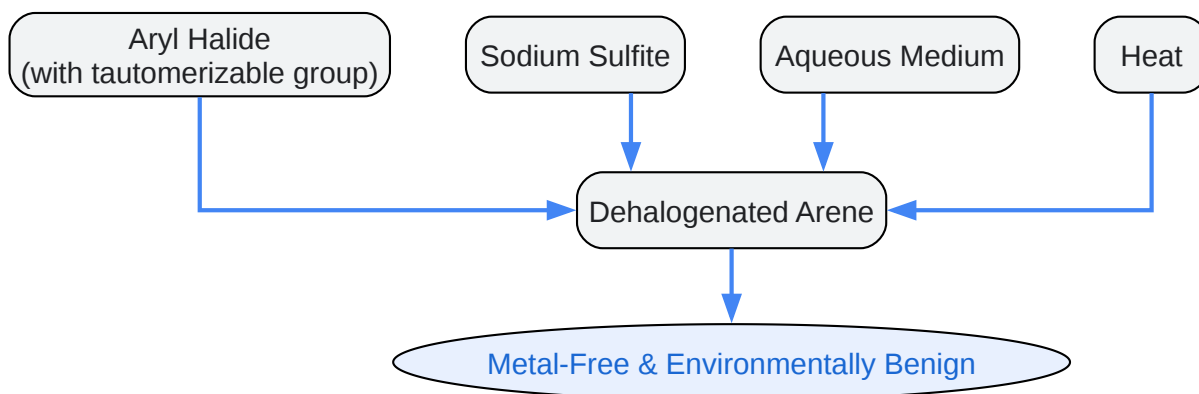 Aryl Halide
(with tautomerizable group)
Sodium Sulfite
Aqueous Medium
Heat
Dehalogenated Arene
Metal-Free & Environmentally Benign